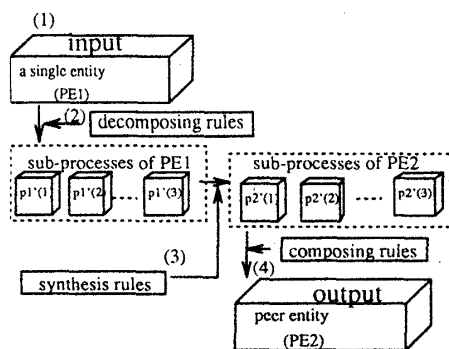 (1)
input
a single entity
(PE1)
(2)
decomposing rules
sub-processes of PE1
p1'(1)
p1'(2)
....
p1'(3)
sub-processes of PE2
p2'(1)
p2'(2)
....
p2'(3)
(3)
synthesis rules
(4)
composing rules
output
peer entity
(PE2)